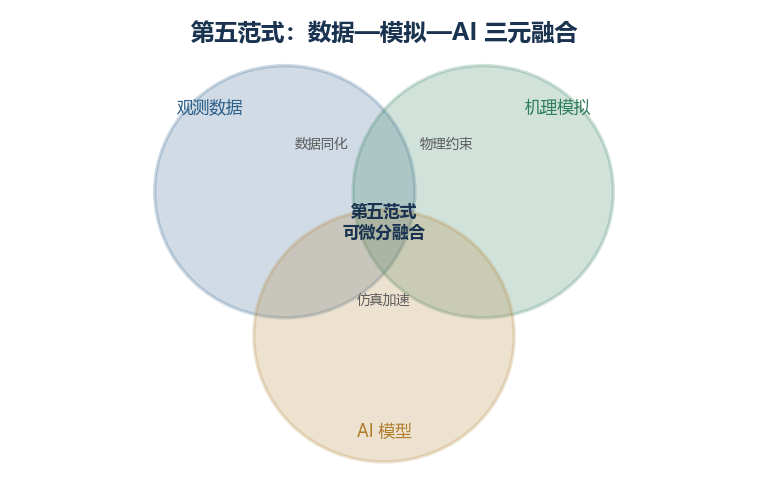 第五范式：数据—模拟—AI 三元融合
观测数据
机理模拟
数据同化
物理约束
第五范式
可微分融合
仿真加速
AI 模型